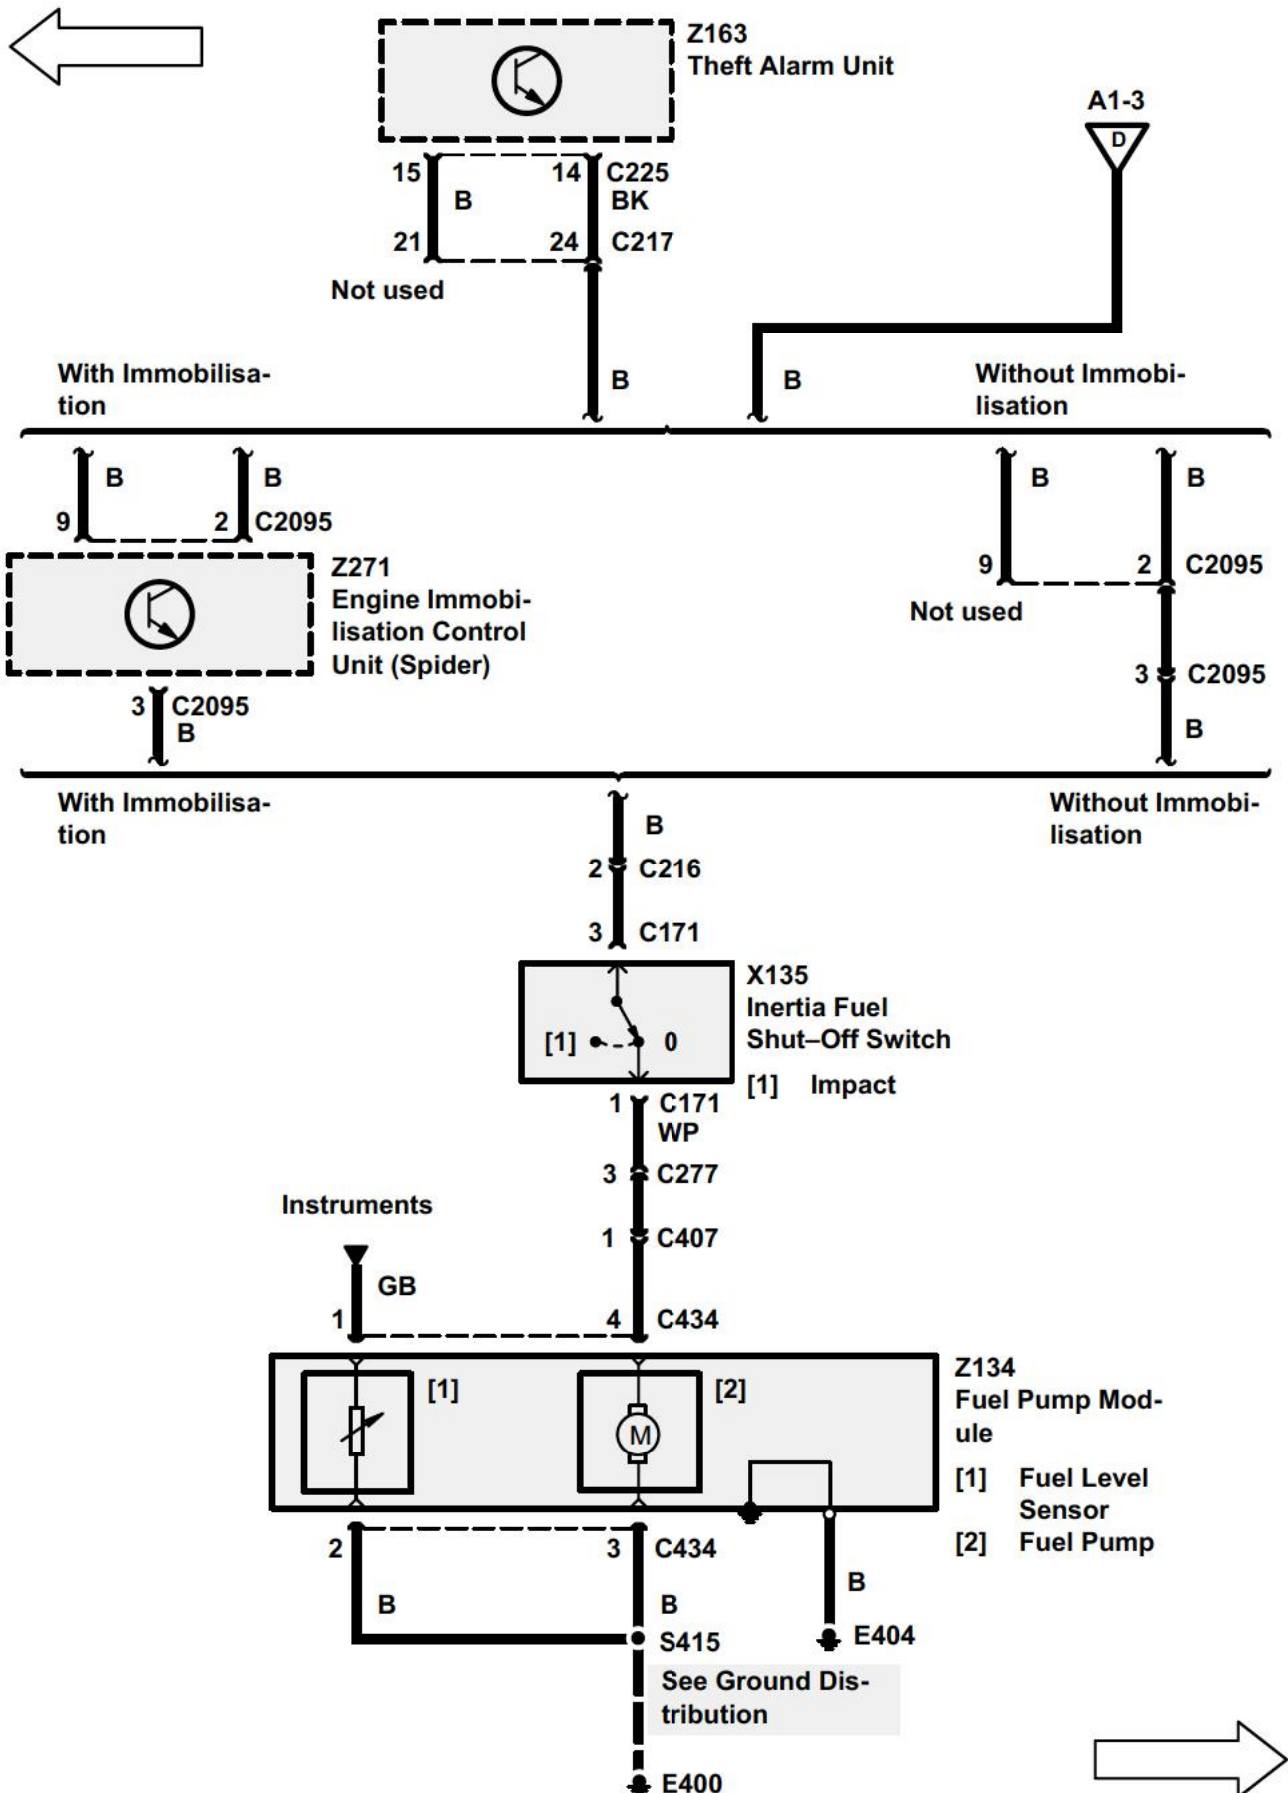 Z163
Theft Alarm Unit
A1-3
D
15
14 C225
B
BK
21
24 C217
Not used
With Immobilisa-
tion
B
B
Without Immobi-
lisation
B
B
B
B
9
2 C2095
9
2 C2095
Z271
Engine Immobi-
lisation Control
Unit (Spider)
Not used
3 C2095
3 C2095
B
B
With Immobilisa-
tion
Without Immobi-
lisation
B
2 C216
3 C171
X135
Inertia Fuel
Shut–Off Switch
[1] 0
[1] Impact
1 C171
WP
3 C277
Instruments
1 C407
GB
1
4 C434
[1]
[2]
M
Z134
Fuel Pump Mod-
ule
[1] Fuel Level
Sensor
[2] Fuel Pump
2
3 C434
B
B
B
S415
E404
See Ground Dis-
tribution
E400